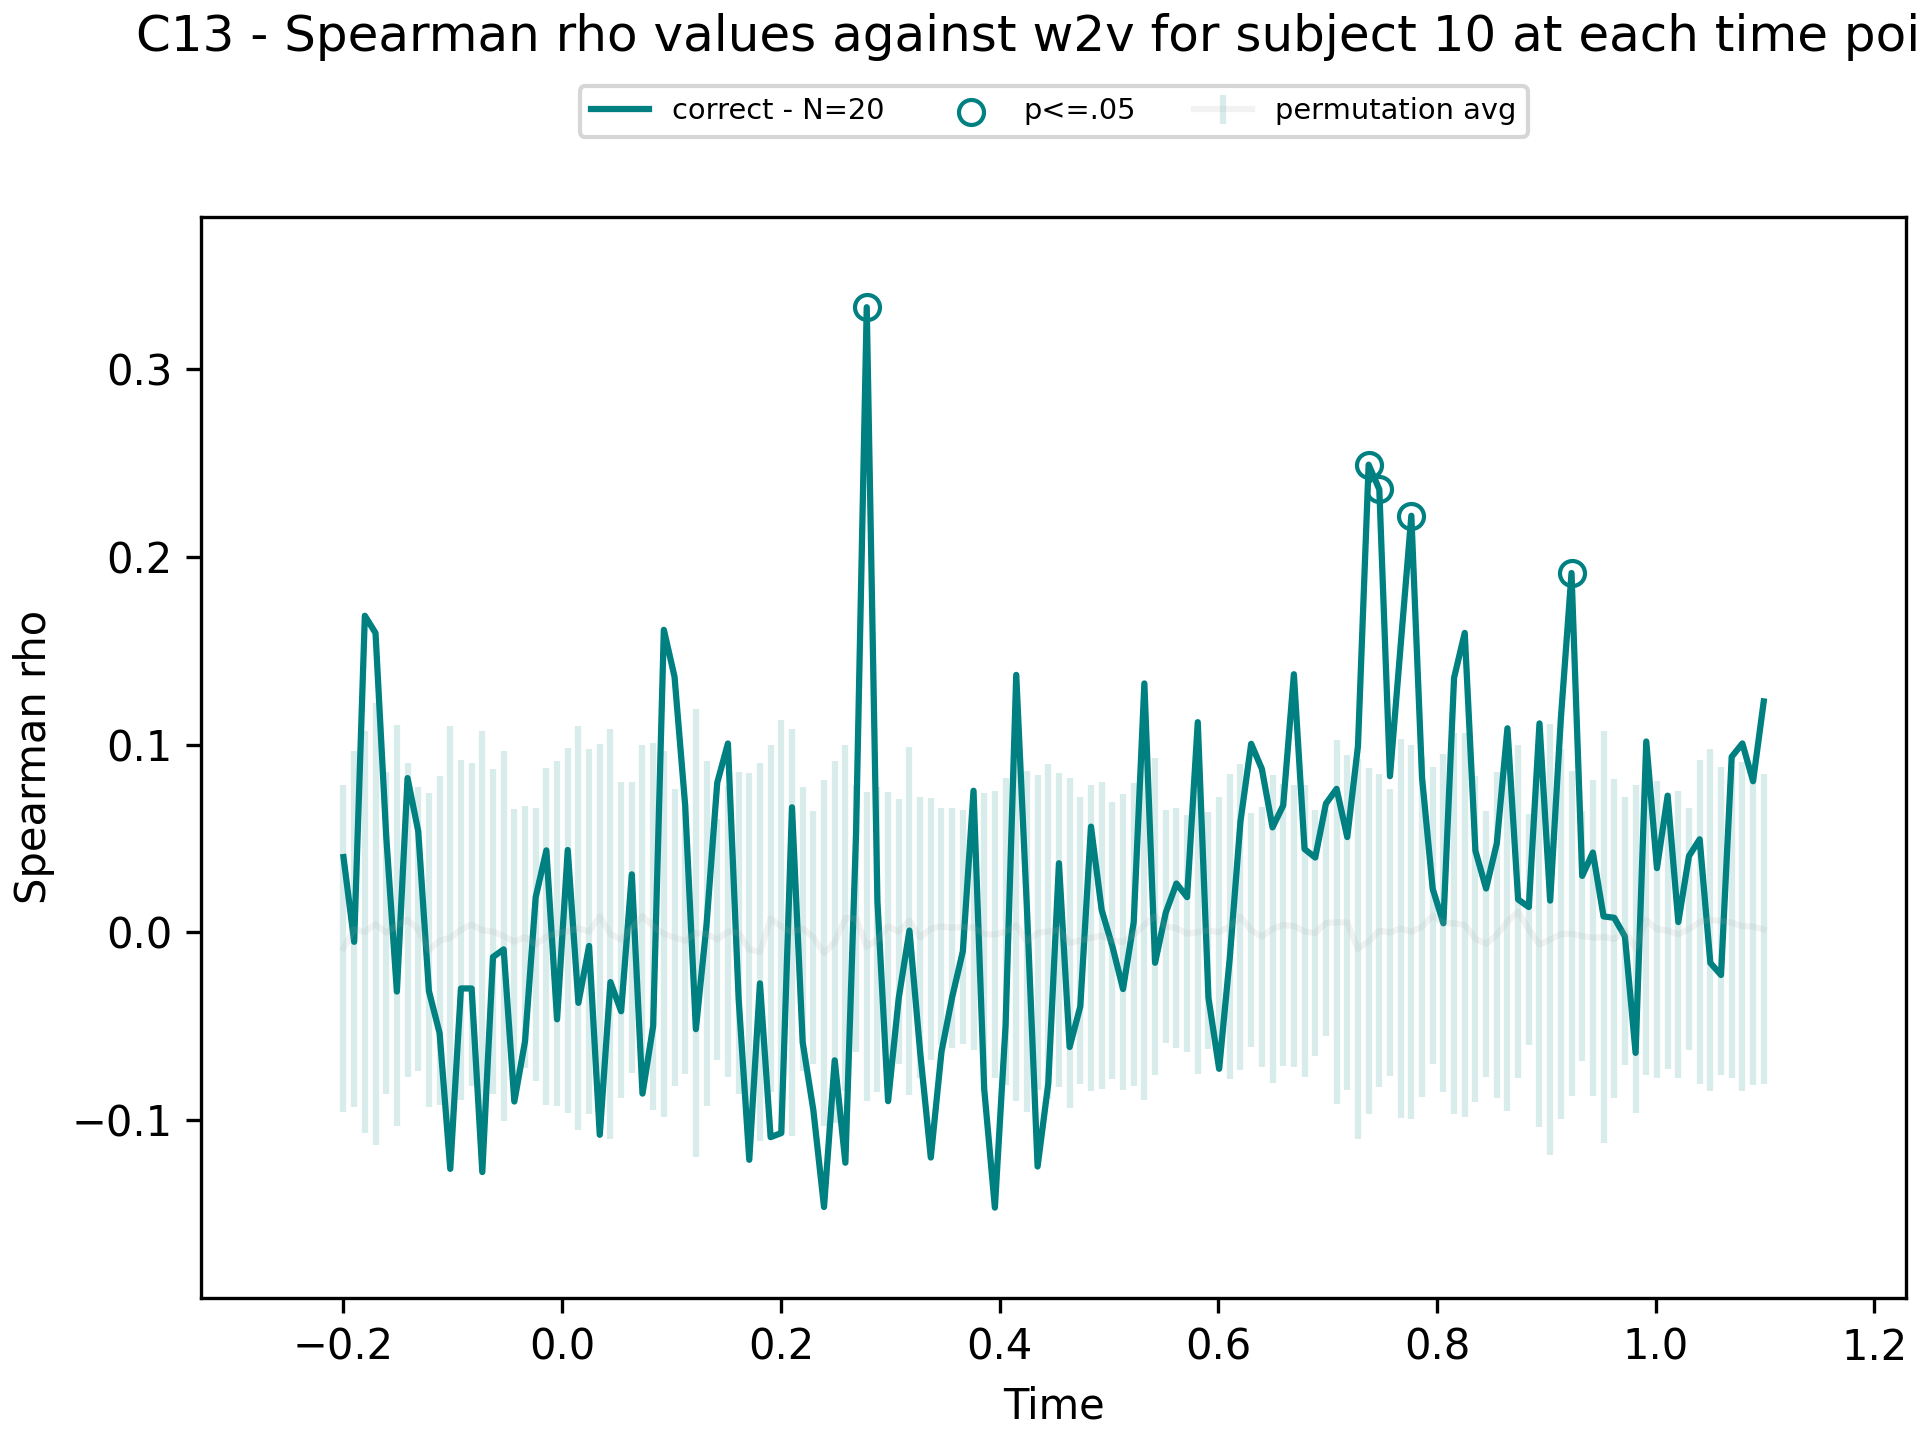 C13 - Spearman rho values against w2v for subject 10 at each time poi
correct - N=20 p<=.05 permutation avg
Spearman rho
0.3
0.2
0.1
0.0
−0.1
−0.2 0.0 0.2 0.4 0.6 0.8 1.0 1.2
Time